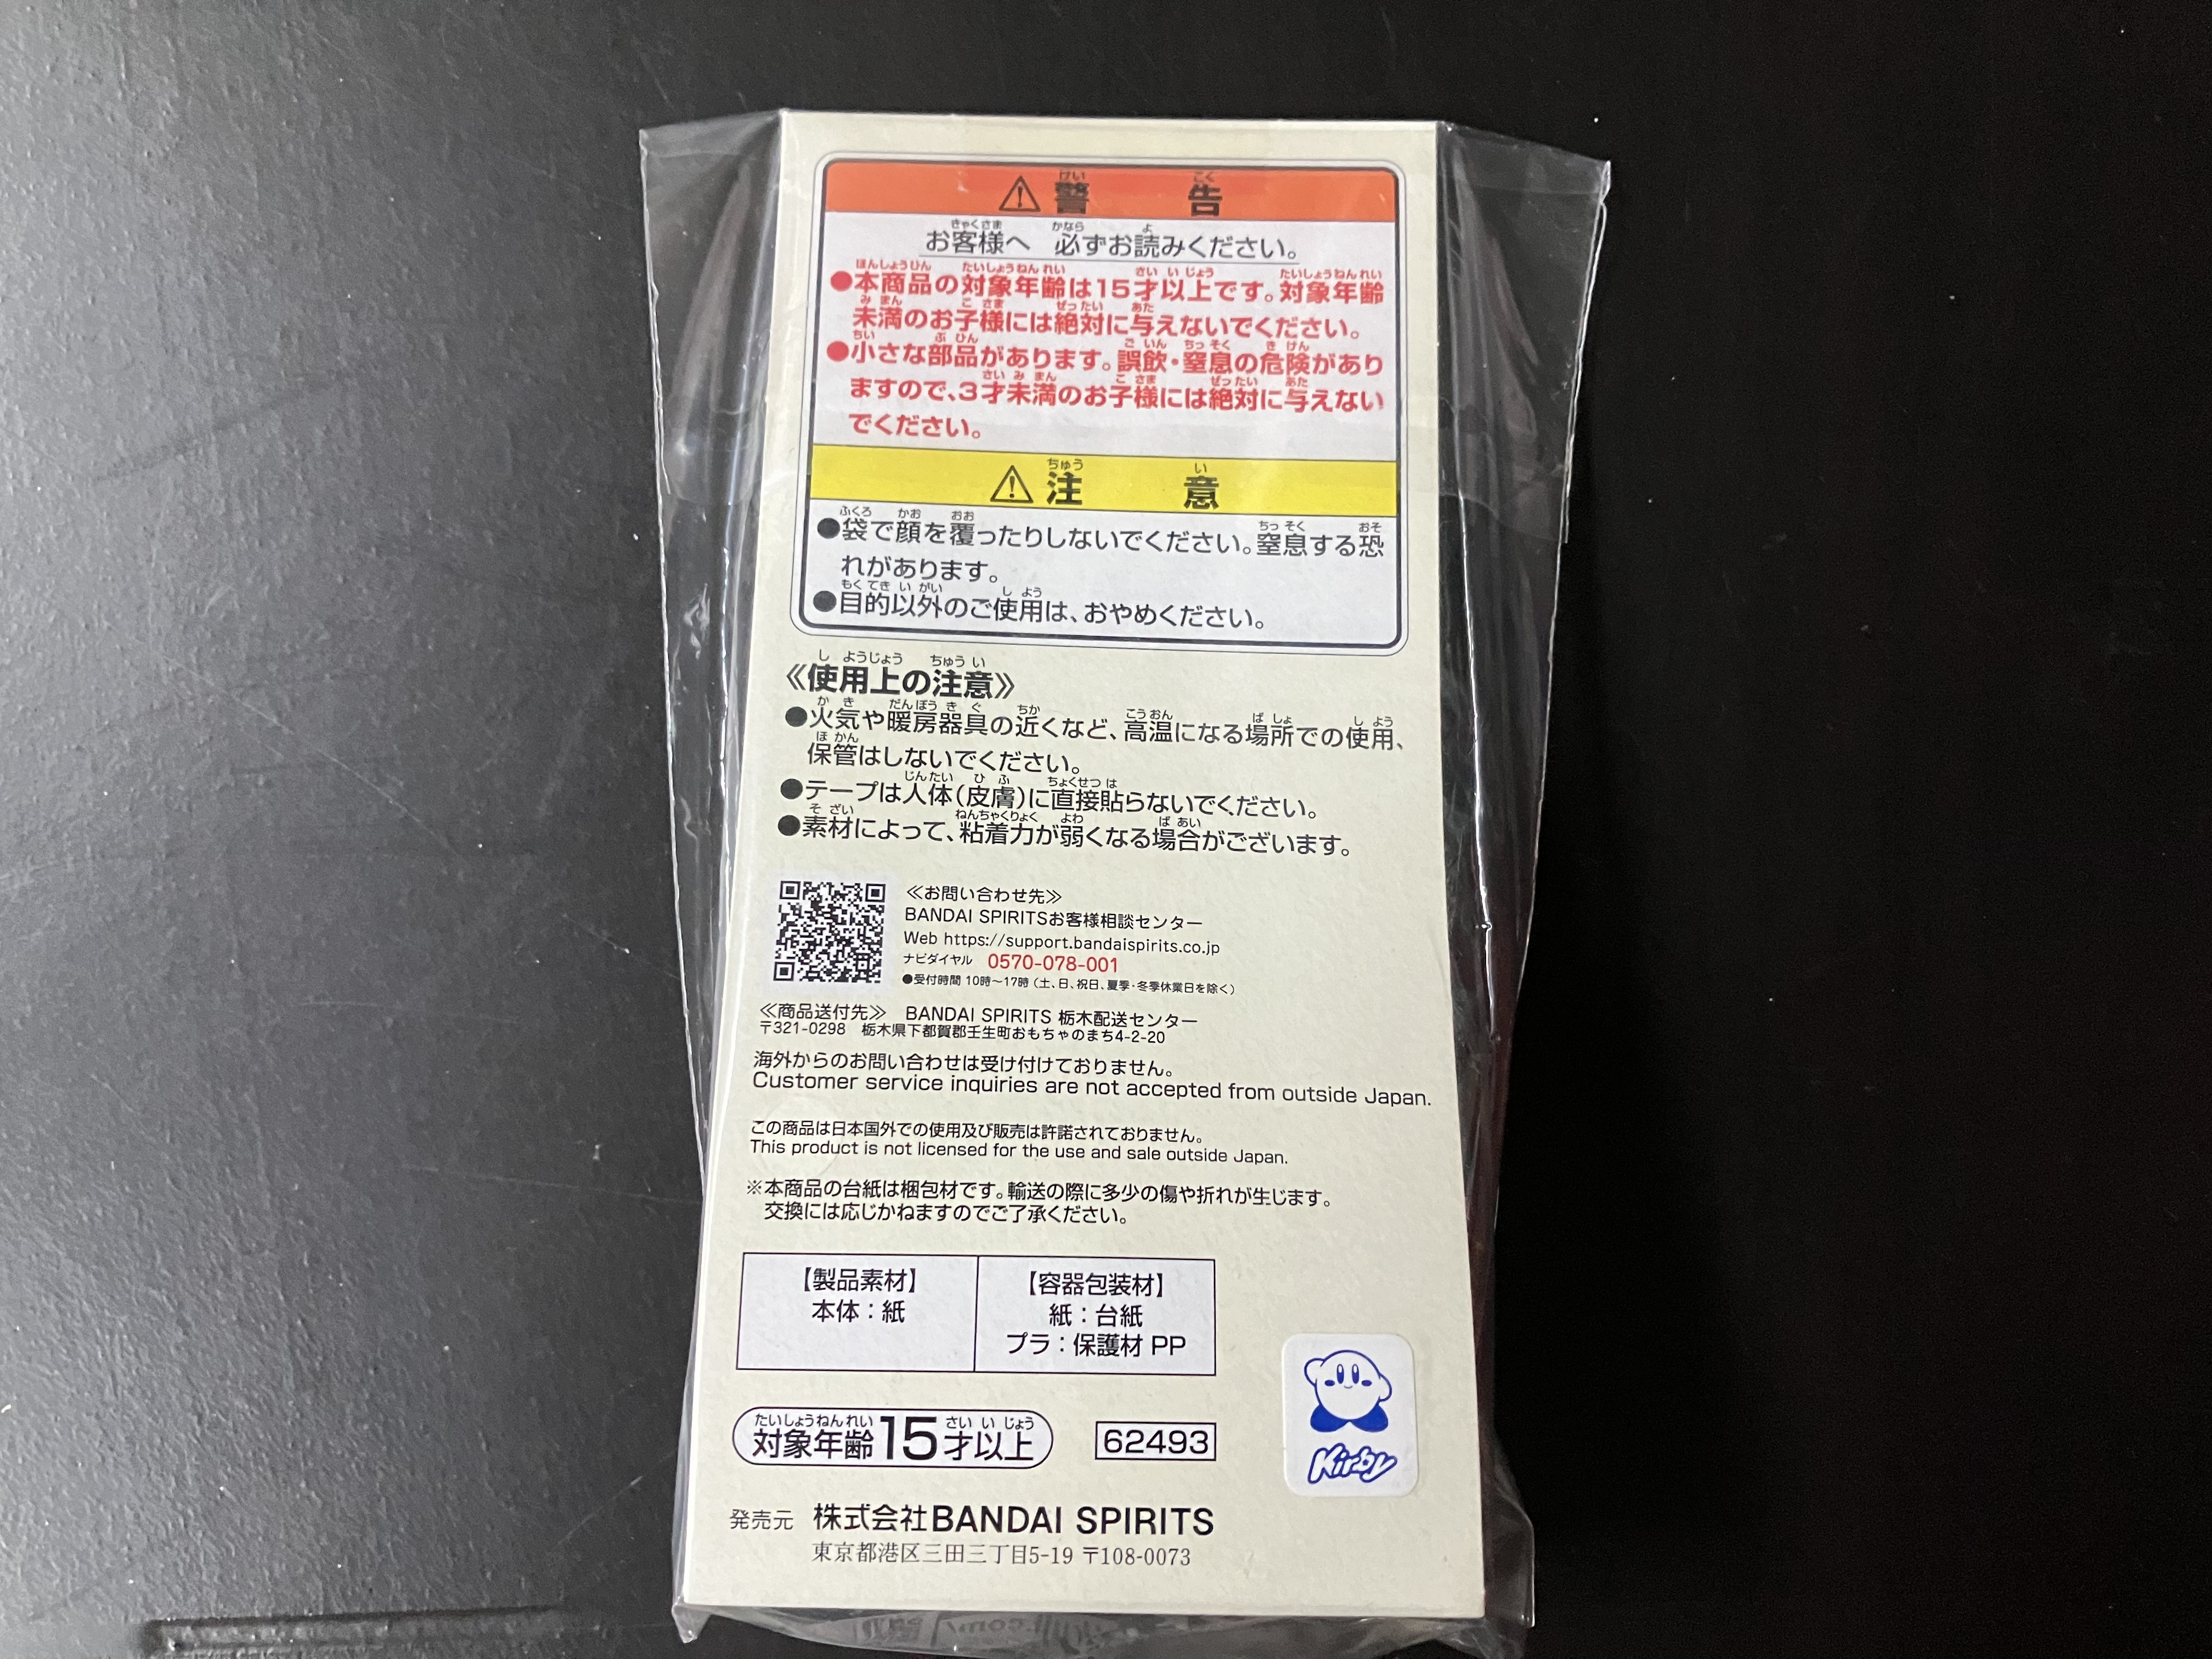 警告
お客様へ 必ずお読みください。
●本商品の対象年齢は15才以上です。対象年齢
未満のお子様には絶対に与えないでください。
●小さな部品があります。誤飲・窒息の危険があり
ますので、3才未満のお子様には絶対に与えない
でください。
注意
●袋で顔を覆ったりしないでください。窒息する恐
れがあります。
●目的以外のご使用は、おやめください。
≪使用上の注意≫
●火気や暖房器具の近くなど、高温になる場所での使用、
保管はしないでください。
●テープは人体(皮膚)に直接貼らないでください。
●素材によって、粘着力が弱くなる場合がございます。
≪お問い合わせ先≫
BANDAI SPIRITSお客様相談センター
Web https://support.bandaispirits.co.jp
ナビダイヤル 0570-078-001
●受付時間 10時~17時 (土、日、祝日、夏季・冬季休業日を除く)
≪商品送付先≫ BANDAI SPIRITS 栃木配送センター
〒321-0298 栃木県下都賀郡壬生町おもちゃのまち4-2-20
海外からのお問い合わせは受け付けておりません。
Customer service inquiries are not accepted from outside Japan.
この商品は日本国外での使用及び販売は許諾されておりません。
This product is not licensed for the use and sale outside Japan.
※本商品の台紙は梱包材です。輸送の際に多少の傷や折れが生じます。
交換には応じかねますのでご了承ください。
【製品素材】
本体：紙
【容器包装材】
紙：台紙
プラ：保護材 PP
対象年齢15才以上
62493
Kirby
発売元 株式会社BANDAI SPIRITS
東京都港区三田三丁目5-19 〒108-0073